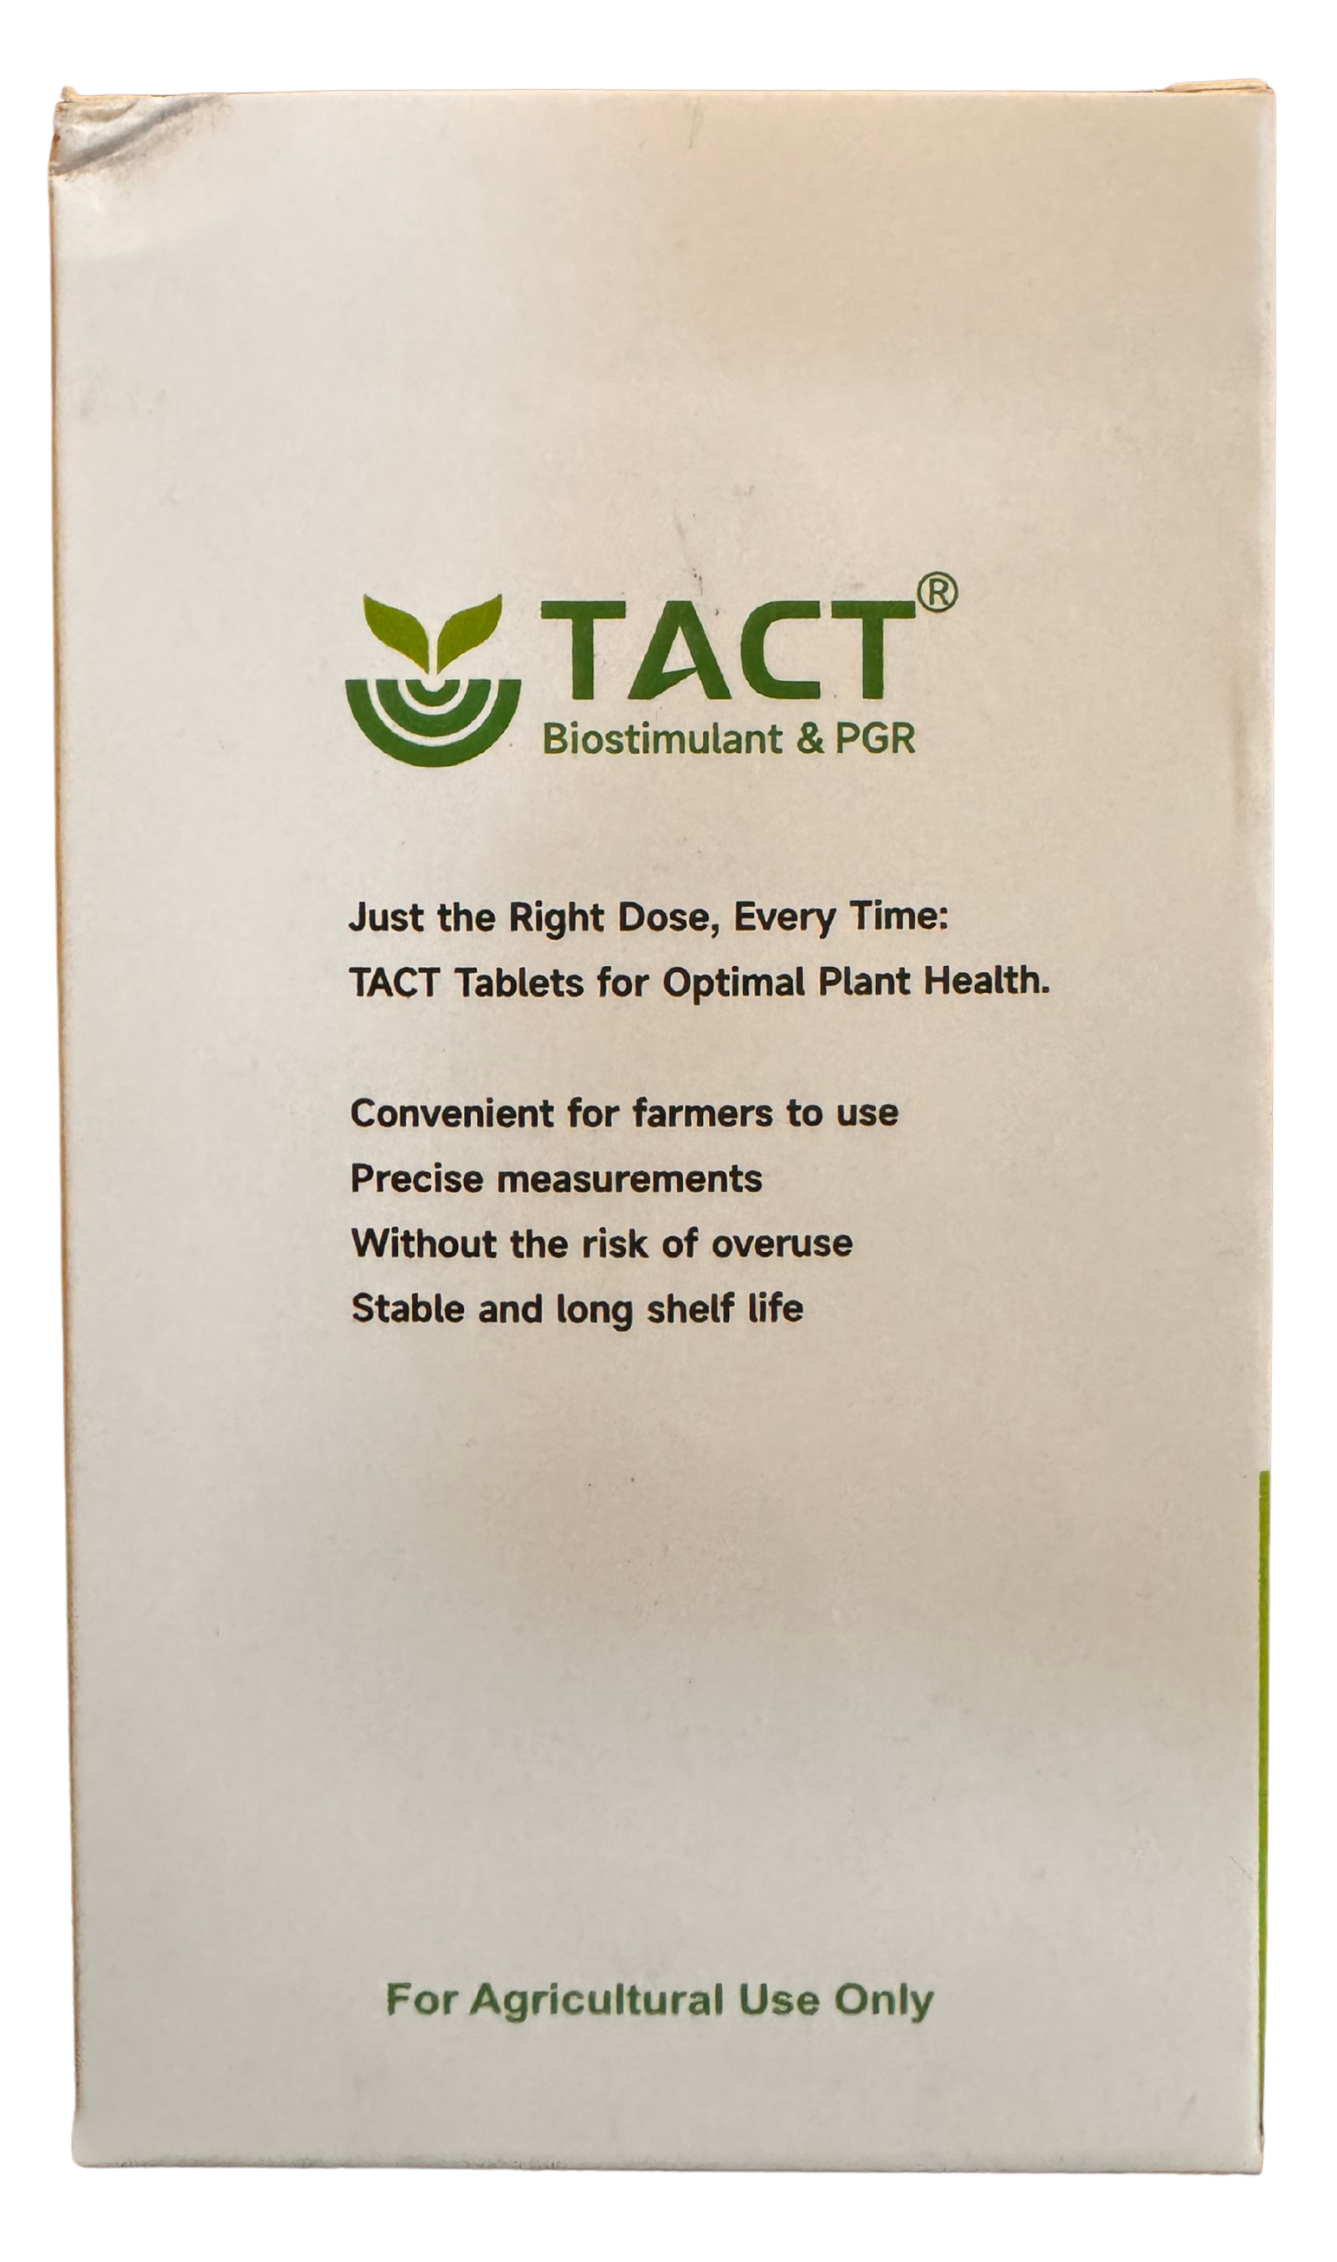 TACT®
Biostimulant & PGR
Just the Right Dose, Every Time:
TACT Tablets for Optimal Plant Health.
Convenient for farmers to use
Precise measurements
Without the risk of overuse
Stable and long shelf life
For Agricultural Use Only